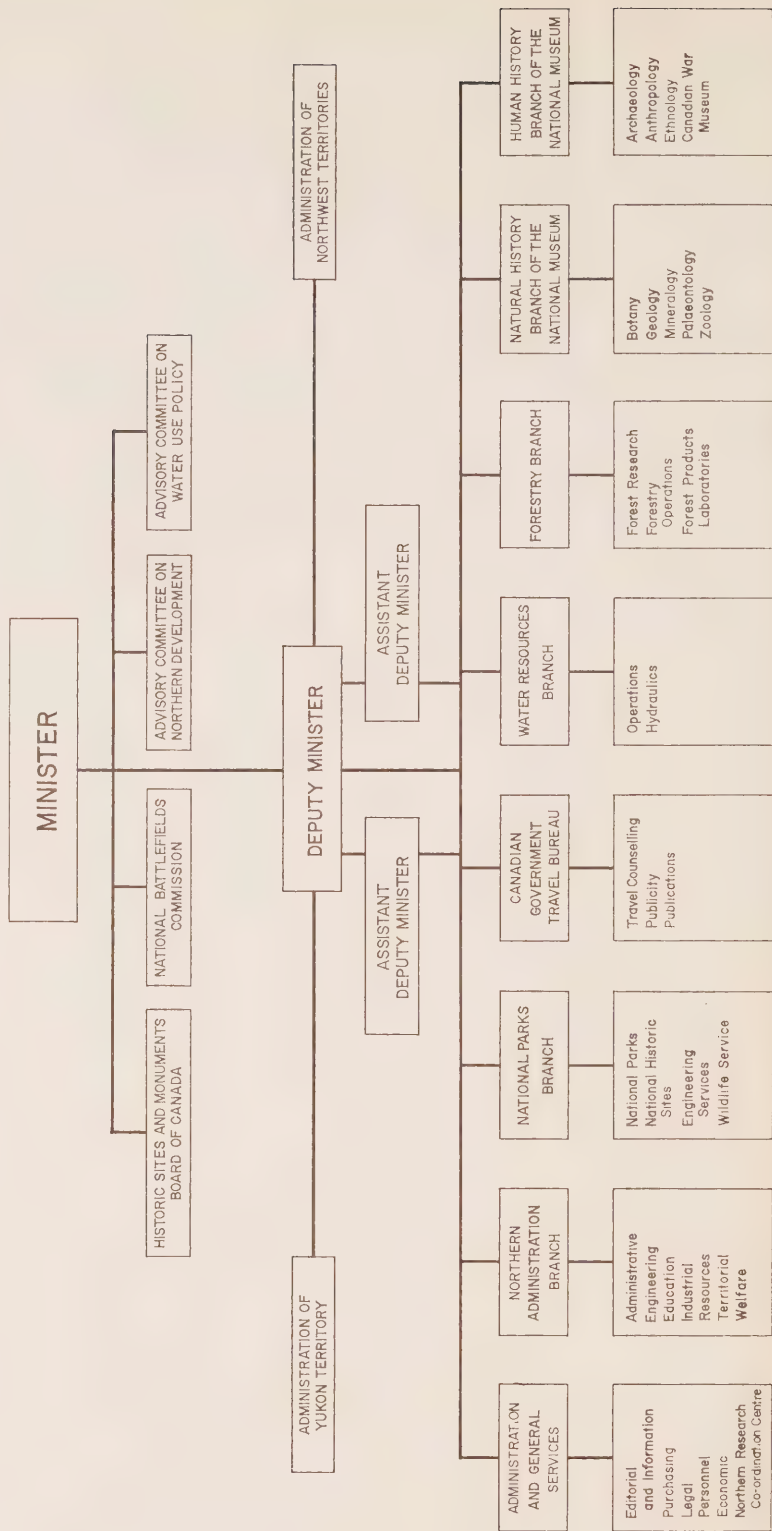 MINISTER
HISTORIC SITES AND MONUMENTS
BOARD OF CANADA
NATIONAL BATTLEFIELDS
COMMISSION
ADVISORY COMMITTEE ON
NORTHERN DEVELOPMENT
ADVISORY COMMITTEE ON
WATER USE POLICY
ADMINISTRATION OF
YUKON TERRITORY
DEPUTY MINISTER
ADMINISTRATION OF
NORTHWEST TERRITORIES
ASSISTANT
DEPUTY MINISTER
ASSISTANT
DEPUTY MINISTER
ADMINISTRATION
AND GENERAL
SERVICES
NORTHERN
ADMINISTRATION
BRANCH
NATIONAL PARKS
BRANCH
CANADIAN
GOVERNMENT
TRAVEL BUREAU
WATER RESOURCES
BRANCH
FORESTRY BRANCH
NATURAL HISTORY
BRANCH OF THE
NATIONAL MUSEUM
HUMAN HISTORY
BRANCH OF THE
NATIONAL MUSEUM
Editorial
and Information
Purchasing
Legal
Personnel
Economic
Northern Research
Co-ordination Centre
Administrative
Engineering
Education
Industrial
Resources
Territorial
Welfare
National Parks
National Historic
Sites
Engineering
Services
Wildlife Service
Travel Counselling
Publicity
Publications
Operations
Hydraulics
Forest Research
Forestry
Operations
Forest Products
Laboratories
Botany
Geology
Mineralogy
Palaeontology
Zoology
Archaeology
Anthropology
Ethnology
Canadian War
Museum